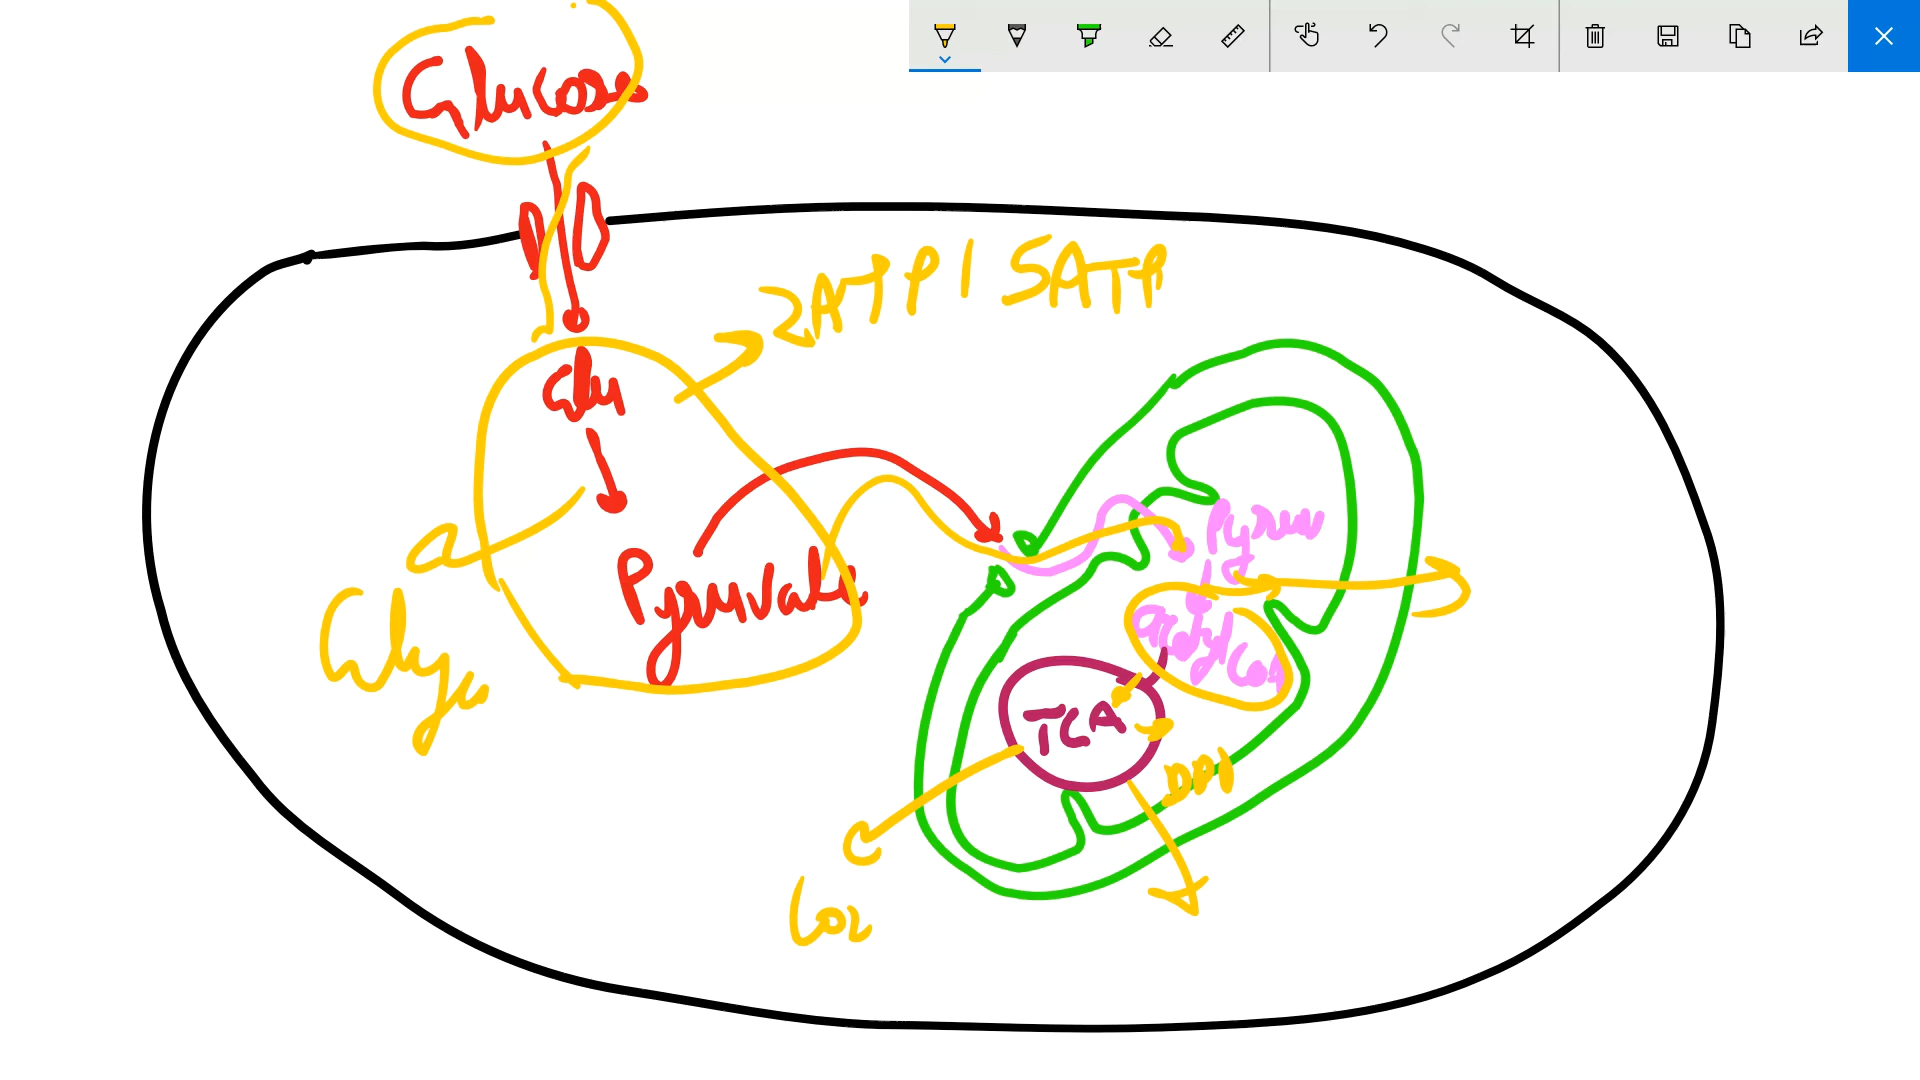 Glucose
2ATP / 5ATP
Glu
Pyruvate
Pyruv
Glyc
acetyl Coa
TCA
CO2